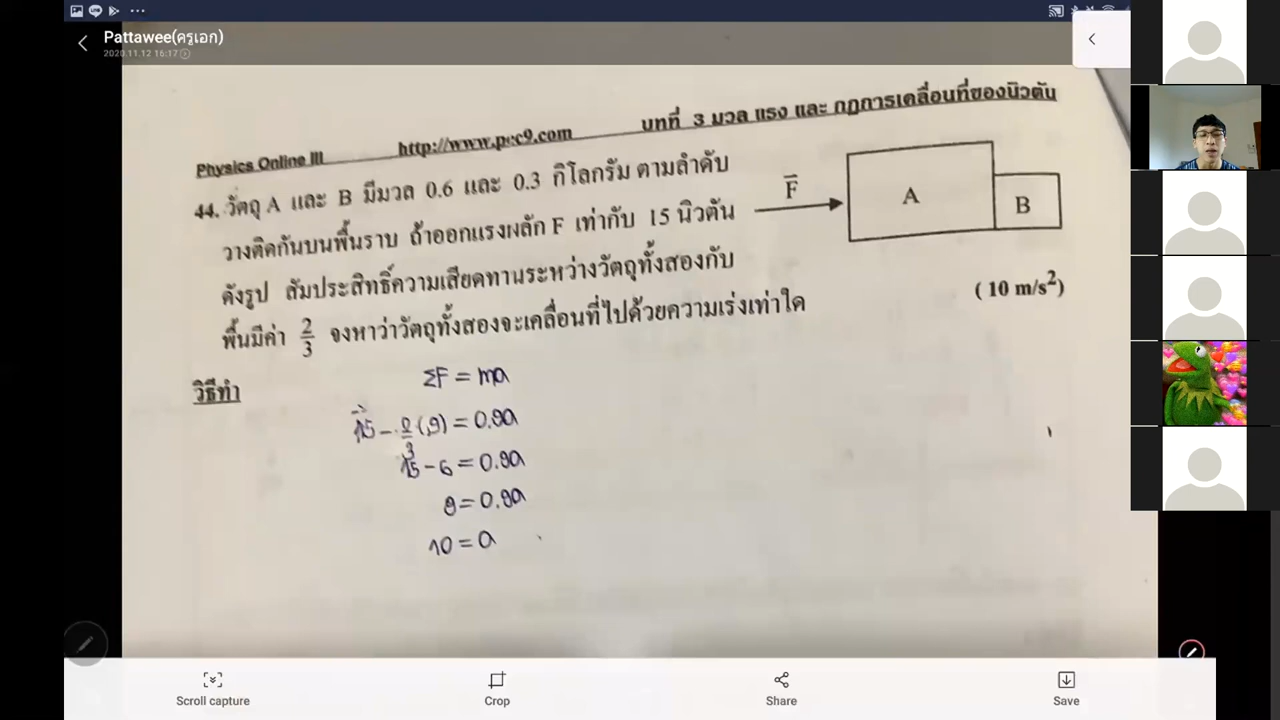 Pattawee(ครูเอก)
2020.11.12 16:17
Physics Online III http://www.pec9.com บทที่ 3 มวล แรง และ กฎการเคลื่อนที่ของนิวตัน
44. วัตถุ A และ B มีมวล 0.6 และ 0.3 กิโลกรัม ตามลำดับ
วางติดกันบนพื้นราบ ถ้าออกแรงผลัก F เท่ากับ 15 นิวตัน
ดังรูป สัมประสิทธิ์ความเสียดทานระหว่างวัตถุทั้งสองกับ
พื้นมีค่า 2/3 จงหาว่าวัตถุทั้งสองจะเคลื่อนที่ไปด้วยความเร่งเท่าใด
(10 m/s²)
F
A
B
วิธีทำ
ΣF = ma
15 - 2/3 (9) = 0.9a
15 - 6 = 0.9a
9 = 0.9a
10 = a
Scroll capture
Crop
Share
Save